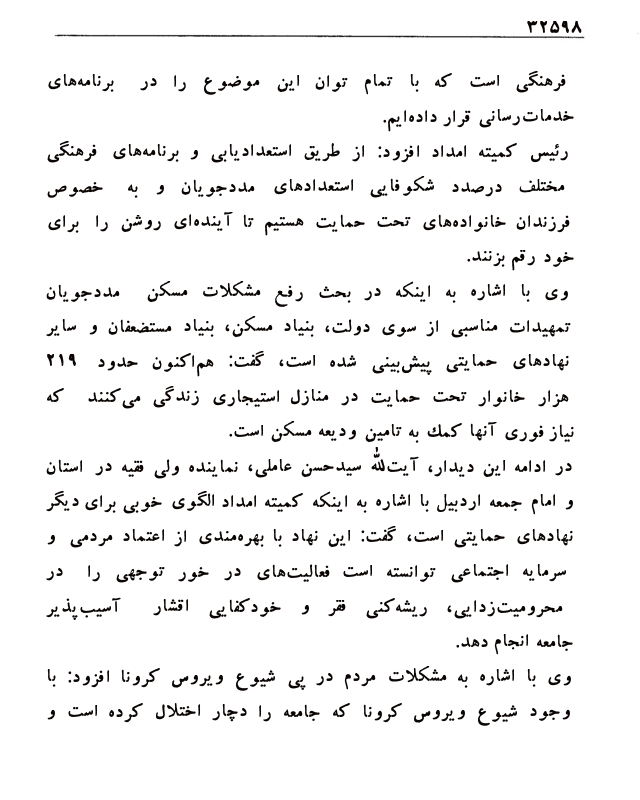 ۳۲۵۹۸
فرهنگی است که با تمام توان این موضوع را در برنامه‌های
خدمات‌رسانی قرار داده‌ایم.
رئیس کمیته امداد افزود: از طریق استعدادیابی و برنامه‌های فرهنگی
مختلف درصدد شکوفایی استعدادهای مددجویان و به خصوص
فرزندان خانواده‌های تحت حمایت هستیم تا آینده‌ای روشن را برای
خود رقم بزنند.
وی با اشاره به اینکه در بحث رفع مشکلات مسکن مددجویان
تمهیدات مناسبی از سوی دولت، بنیاد مسکن، بنیاد مستضعفان و سایر
نهادهای حمایتی پیش‌بینی شده است، گفت: هم‌اکنون حدود ۲۱۹
هزار خانوار تحت حمایت در منازل استیجاری زندگی می‌کنند که
نیاز فوری آنها کمك به تامین ودیعه مسکن است.
در ادامه این دیدار، آیت‌الله سیدحسن عاملی، نماینده ولی فقیه در استان
و امام جمعه اردبیل با اشاره به اینکه کمیته امداد الگوی خوبی برای دیگر
نهادهای حمایتی است، گفت: این نهاد با بهره‌مندی از اعتماد مردمی و
سرمایه اجتماعی توانسته است فعالیت‌های در خور توجهی را در
محرومیت‌زدایی، ریشه‌کنی فقر و خودکفایی اقشار آسیب‌پذیر
جامعه انجام دهد.
وی با اشاره به مشکلات مردم در پی شیوع ویروس کرونا افزود: با
وجود شیوع ویروس کرونا که جامعه را دچار اختلال کرده است و